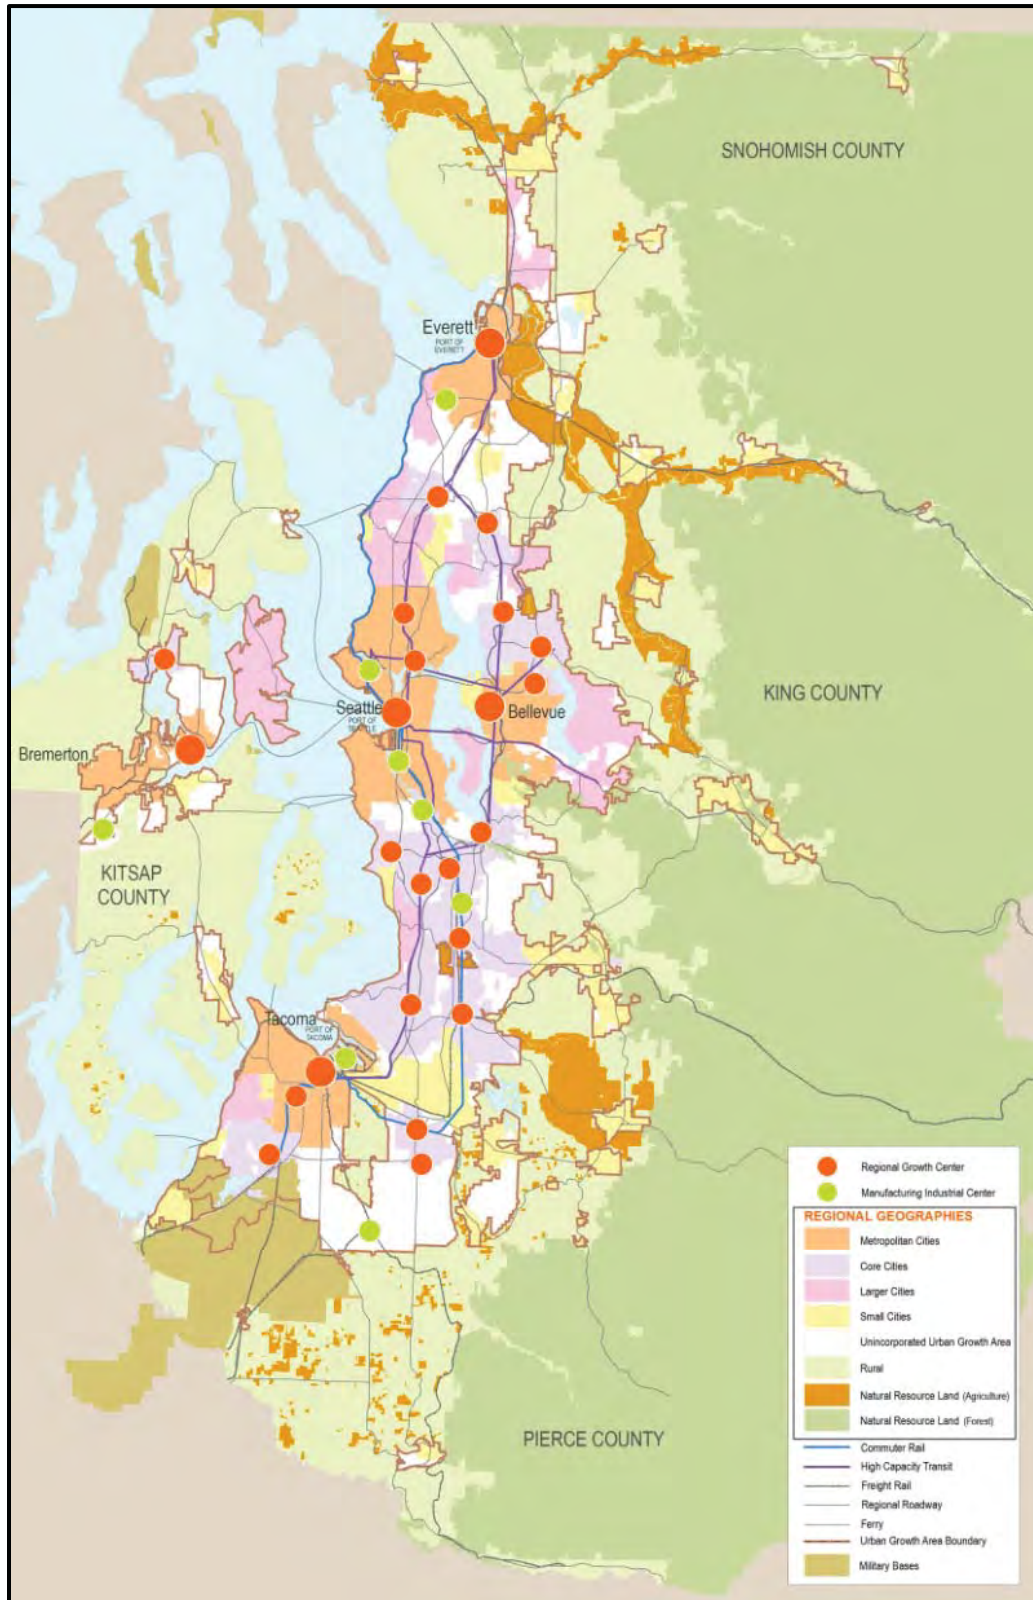 SNOHOMISH COUNTY
Everett
PORT OF
EVERETT
KING COUNTY
Seattle
PORT OF
SEATTLE
Bellevue
Bremerton
KITSAP
COUNTY
Tacoma
PORT OF
TACOMA
PIERCE COUNTY
Regional Growth Center
Manufacturing Industrial Center
REGIONAL GEOGRAPHIES
Metropolitan Cities
Core Cities
Larger Cities
Small Cities
Unincorporated Urban Growth Area
Rural
Natural Resource Land (Agriculture)
Natural Resource Land (Forest)
Commuter Rail
High Capacity Transit
Freight Rail
Regional Roadway
Ferry
Urban Growth Area Boundary
Military Bases